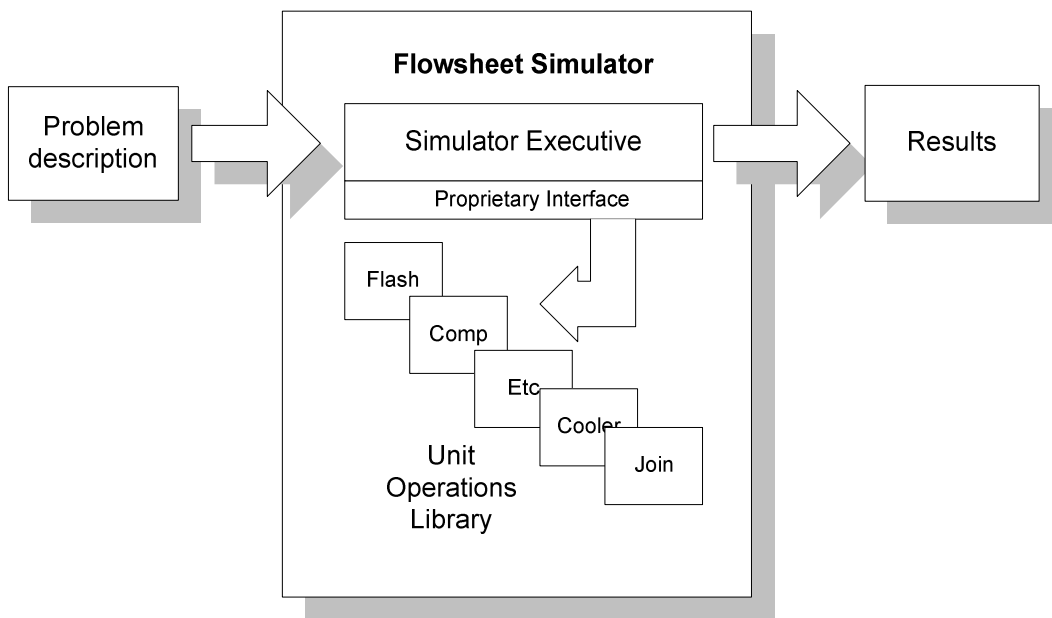 Flowsheet Simulator
Problem
description
Simulator Executive
Proprietary Interface
Results
Flash
Comp
Etc
Cooler
Join
Unit
Operations
Library